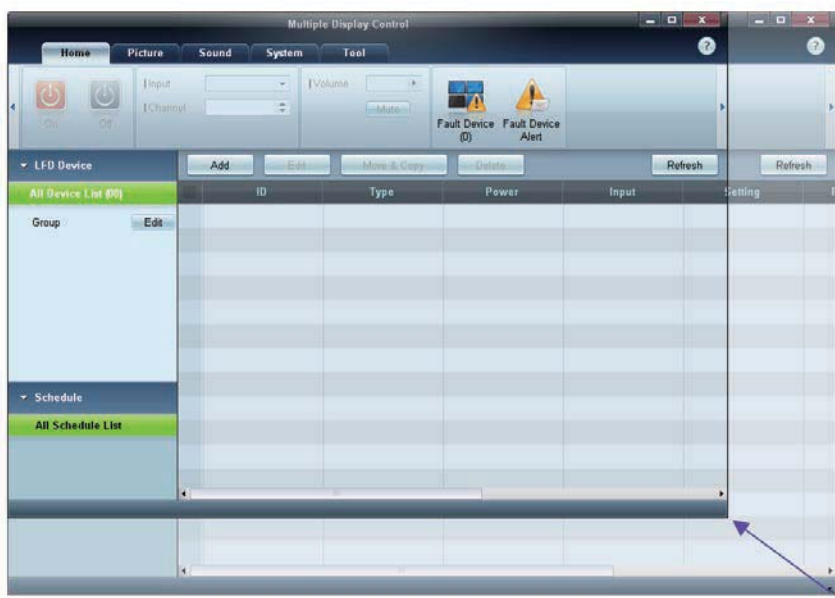 Multiple Display Control
Home Picture Sound System Tool ? ?
Input Volume
On Off Channel Mute Fault Device (0) Fault Device Alert
LFD Device Add Edit Move & Copy Delete Refresh Refresh
All Device List (00) ID Type Power Input Setting
Group Edit
Schedule
All Schedule List